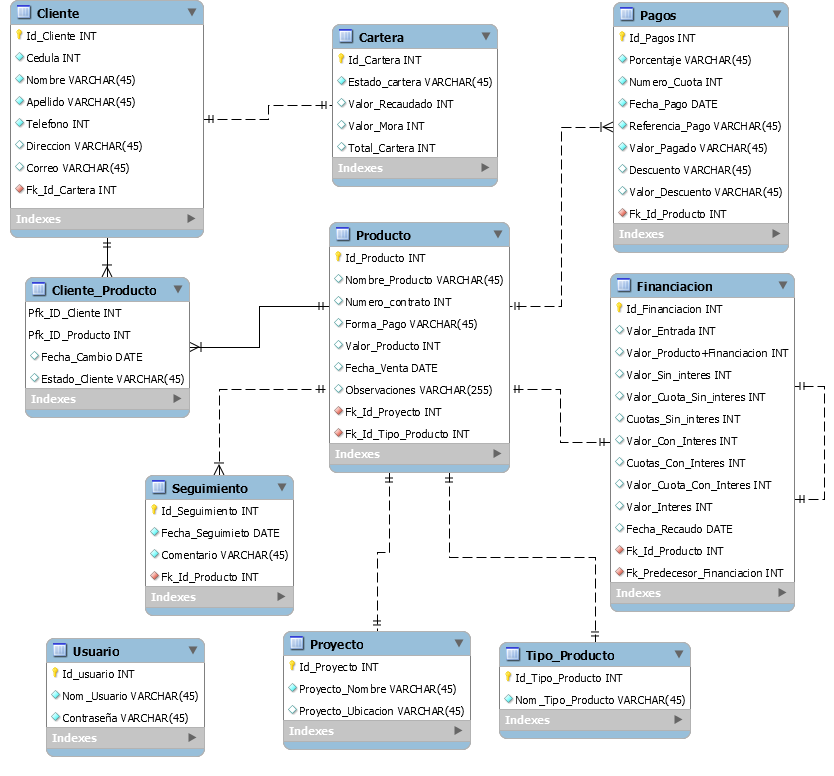 Cliente
Id_Cliente INT
Cedula INT
Nombre VARCHAR(45)
Apellido VARCHAR(45)
Telefono INT
Direccion VARCHAR(45)
Correo VARCHAR(45)
Fk_Id_Cartera INT
Indexes
Cartera
Id_Cartera INT
Estado_cartera VARCHAR(45)
Valor_Recaudado INT
Valor_Mora INT
Total_Cartera INT
Indexes
Pagos
Id_Pagos INT
Porcentaje VARCHAR(45)
Numero_Cuota INT
Fecha_Pago DATE
Referencia_Pago VARCHAR(45)
Valor_Pagado VARCHAR(45)
Descuento VARCHAR(45)
Valor_Descuento VARCHAR(45)
Fk_Id_Producto INT
Indexes
Cliente_Producto
Pfk_ID_Cliente INT
Pfk_ID_Producto INT
Fecha_Cambio DATE
Estado_Cliente VARCHAR(45)
Indexes
Producto
Id_Producto INT
Nombre_Producto VARCHAR(45)
Numero_contrato INT
Forma_Pago VARCHAR(45)
Valor_Producto INT
Fecha_Venta DATE
Observaciones VARCHAR(255)
Fk_Id_Proyecto INT
Fk_Id_Tipo_Producto INT
Indexes
Financiacion
Id_Financiacion INT
Valor_Entrada INT
Valor_Producto+Financiacion INT
Valor_Sin_interes INT
Valor_Cuota_Sin_interes INT
Cuotas_Sin_interes INT
Valor_Con_Interes INT
Cuotas_Con_Interes INT
Valor_Cuota_Con_Interes INT
Valor_Interes INT
Fecha_Recaudo DATE
Fk_Id_Producto INT
Fk_Predecesor_Financiacion INT
Indexes
Seguimiento
Id_Seguimiento INT
Fecha_Seguimieto DATE
Comentario VARCHAR(45)
Fk_Id_Producto INT
Indexes
Usuario
Id_usuario INT
Nom_Usuario VARCHAR(45)
Contraseña VARCHAR(45)
Indexes
Proyecto
Id_Proyecto INT
Proyecto_Nombre VARCHAR(45)
Proyecto_Ubicacion VARCHAR(45)
Indexes
Tipo_Producto
Id_Tipo_Producto INT
Nom_Tipo_Producto VARCHAR(45)
Indexes